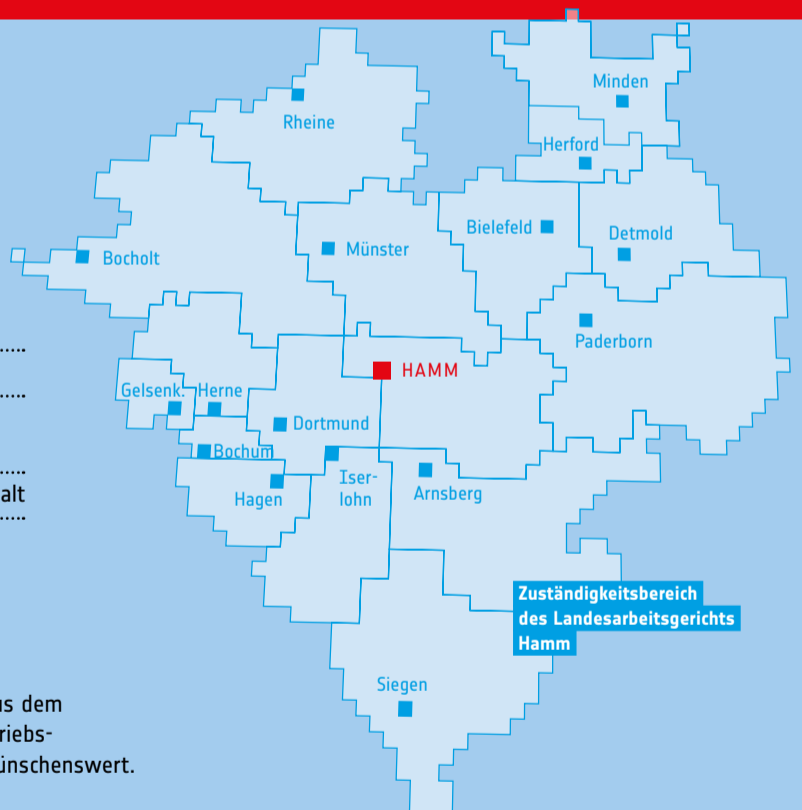 Minden
Rheine
Herford
Bielefeld
Detmold
Münster
Bocholt
Paderborn
HAMM
Gelsenk.
Herne
Dortmund
Bochum
Iser-
lohn
Arnsberg
Hagen
alt
Zuständigkeitsbereich
des Landesarbeitsgerichts
Hamm
Siegen
us dem
riebs-
ünschenswert.